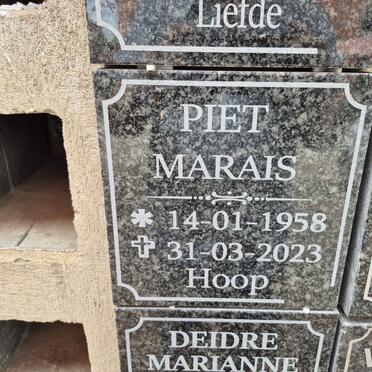 Liefde
PIET
MARAIS
14-01-1958
31-03-2023
Hoop
DEIDRE
MARIANNE